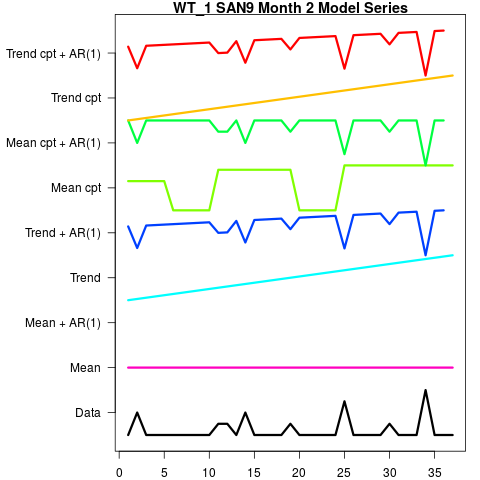 WT_1 SAN9 Month 2 Model Series
Trend cpt + AR(1)
Trend cpt
Mean cpt + AR(1)
Mean cpt
Trend + AR(1)
Trend
Mean + AR(1)
Mean
Data
0 5 10 15 20 25 30 35